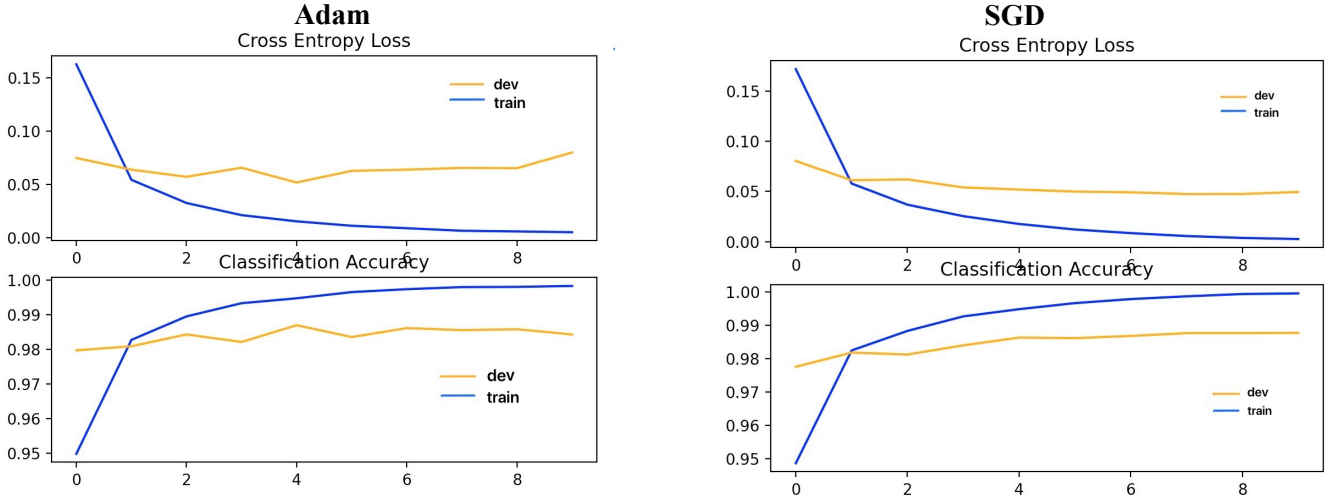 Adam
Cross Entropy Loss
0.15
0.10
0.05
0.00
dev
train
0 2 4 6 8
Classification Accuracy
1.00
0.99
0.98
0.97
0.96
0.95
dev
train
0 2 4 6 8
SGD
Cross Entropy Loss
0.15
0.10
0.05
0.00
dev
train
0 2 4 6 8
Classification Accuracy
1.00
0.99
0.98
0.97
0.96
0.95
dev
train
0 2 4 6 8